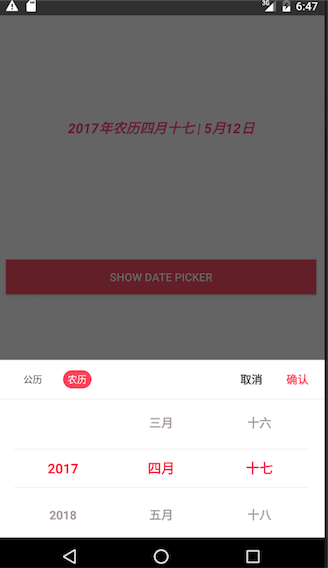 3G 6:47
2017年农历四月十七 | 5月12日
SHOW DATE PICKER
公历 农历 取消 确认
三月 十六
2017 四月 十七
2018 五月 十八